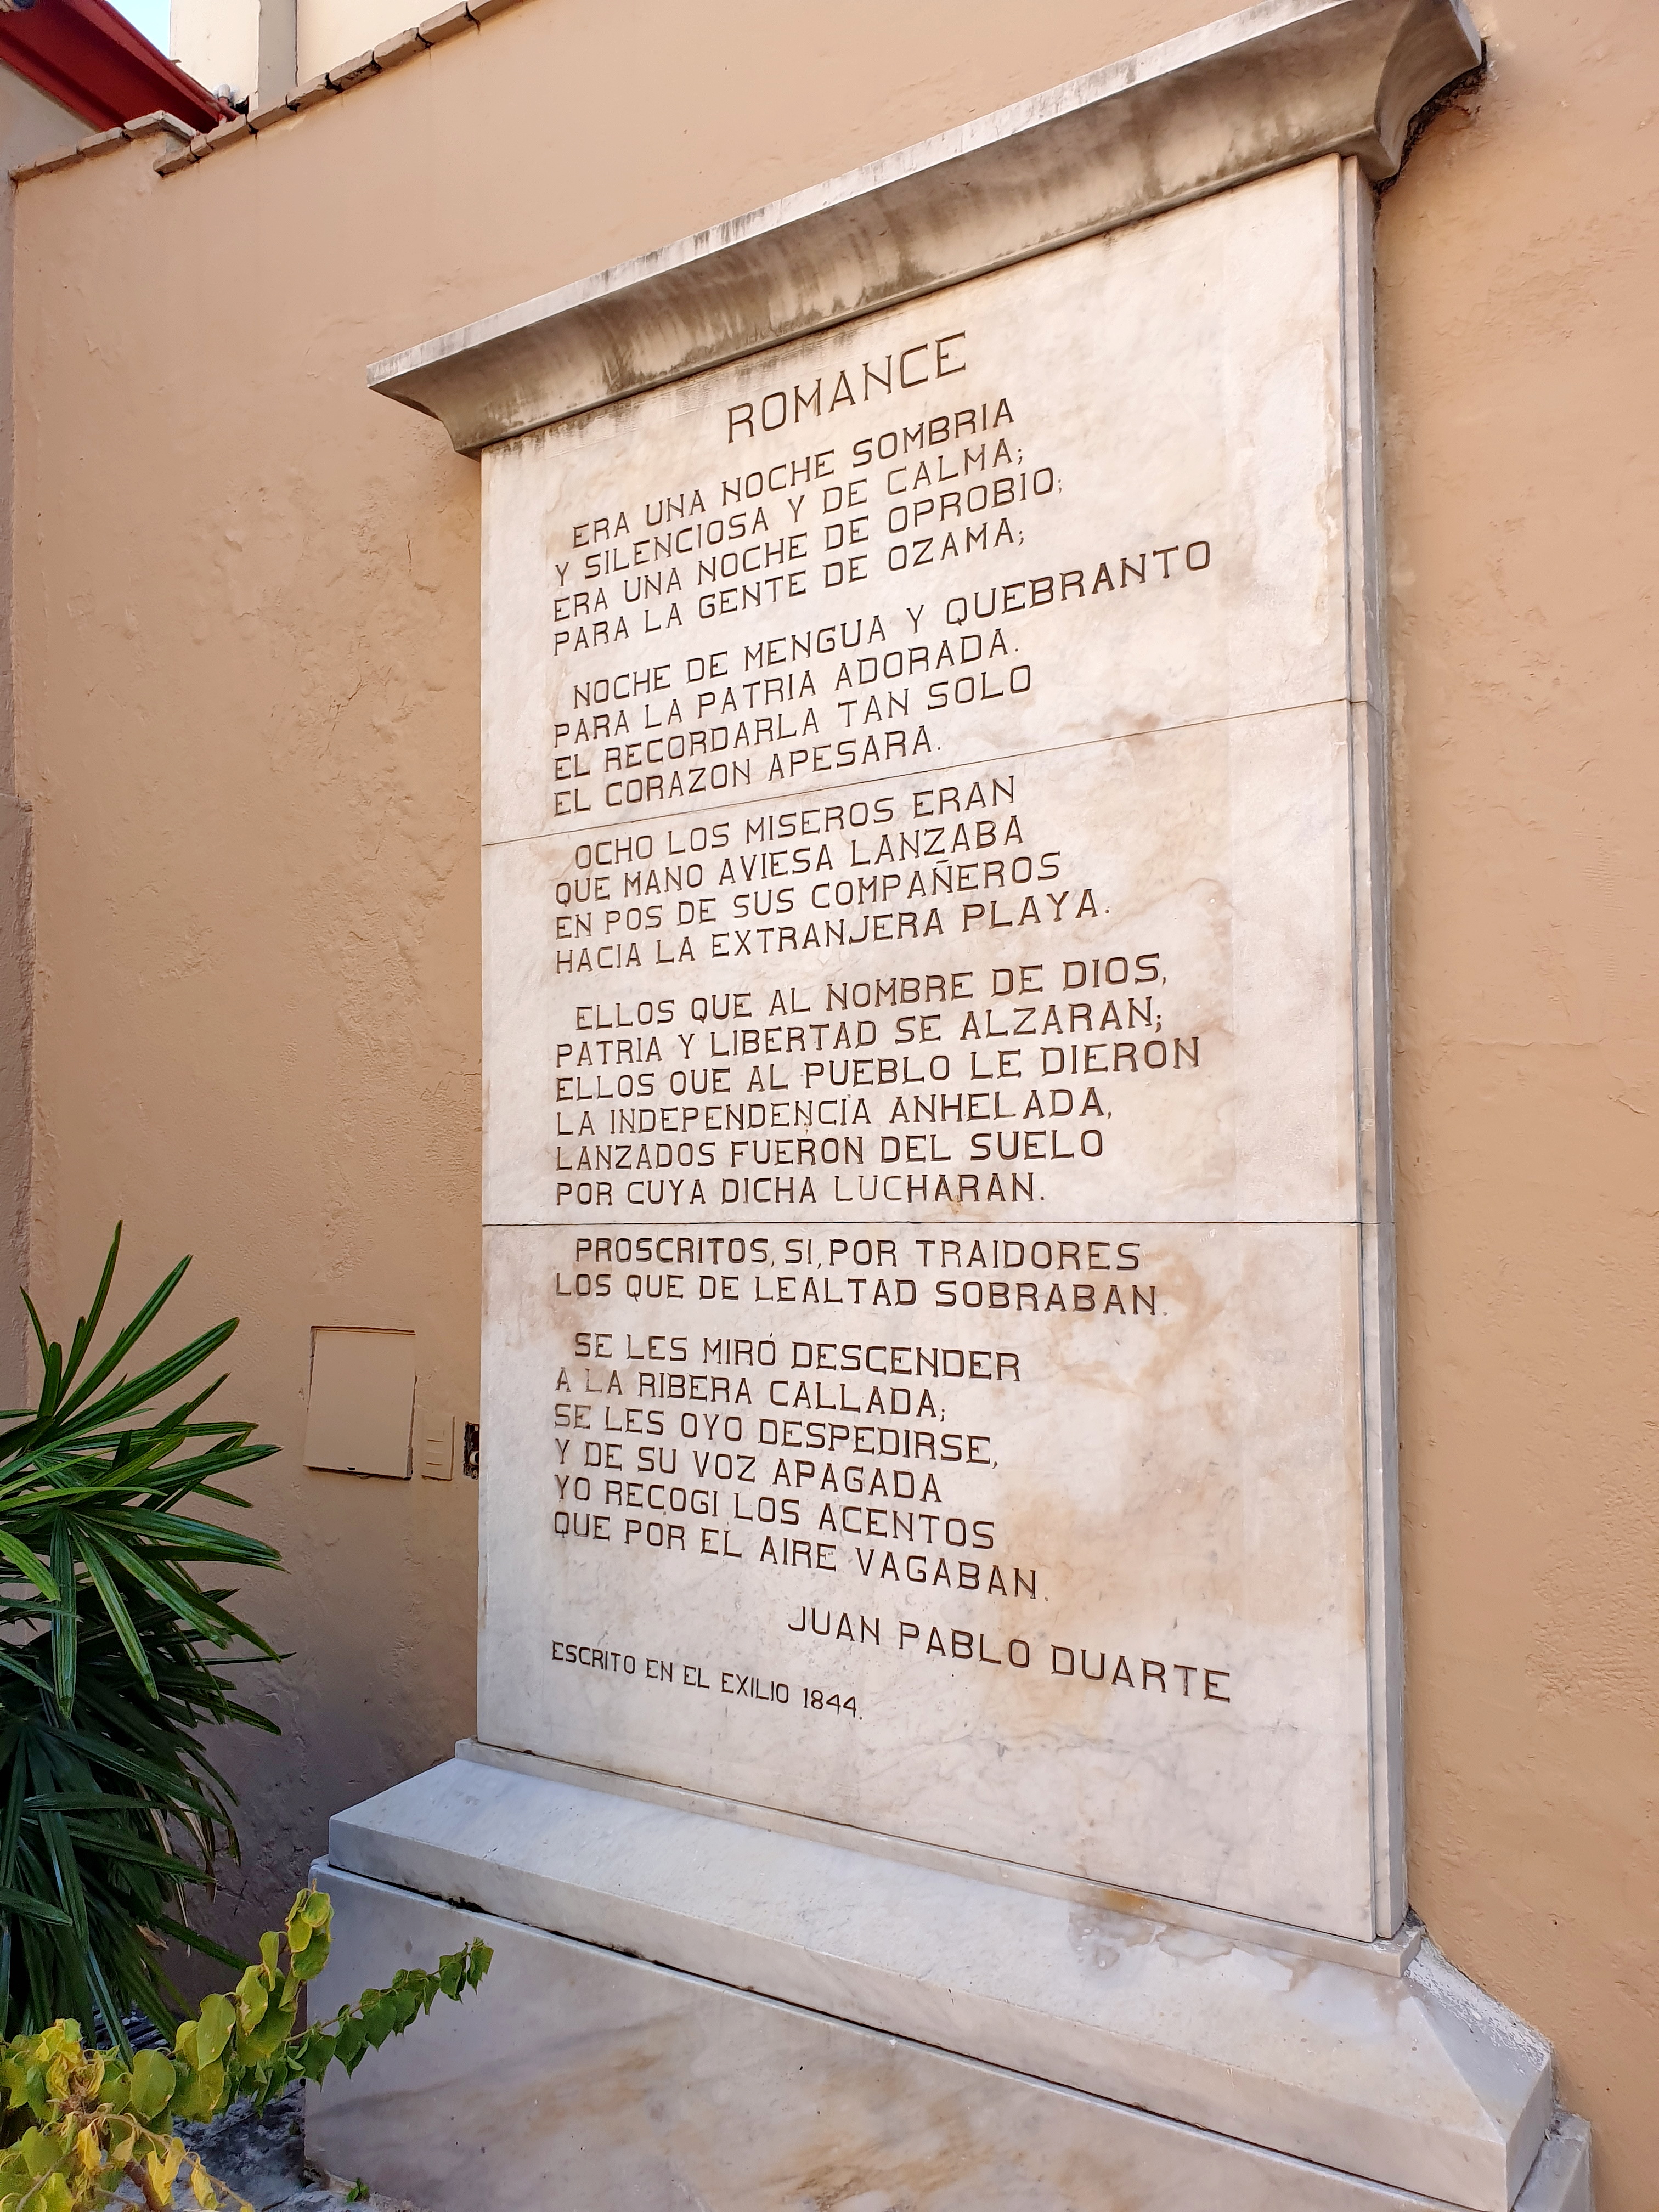 ROMANCE
ERA UNA NOCHE SOMBRIA
Y SILENCIOSA Y DE CALMA;
ERA UNA NOCHE DE OPROBIO;
PARA LA GENTE DE OZAMA;
NOCHE DE MENGUA Y QUEBRANTO
PARA LA PATRIA ADORADA.
EL RECORDARLA TAN SOLO
EL CORAZON APESARA.
OCHO LOS MISEROS ERAN
QUE MANO AVIESA LANZABA
EN POS DE SUS COMPAÑEROS
HACIA LA EXTRANJERA PLAYA.
ELLOS QUE AL NOMBRE DE DIOS,
PATRIA Y LIBERTAD SE ALZARAN;
ELLOS QUE AL PUEBLO LE DIERON
LA INDEPENDENCIA ANHELADA,
LANZADOS FUERON DEL SUELO
POR CUYA DICHA LUCHARAN.
PROSCRITOS, SI, POR TRAIDORES
LOS QUE DE LEALTAD SOBRABAN.
SE LES MIRÓ DESCENDER
A LA RIBERA CALLADA;
SE LES OYO DESPEDIRSE,
Y DE SU VOZ APAGADA
YO RECOGI LOS ACENTOS
QUE POR EL AIRE VAGABAN.
JUAN PABLO DUARTE
ESCRITO EN EL EXILIO 1844.